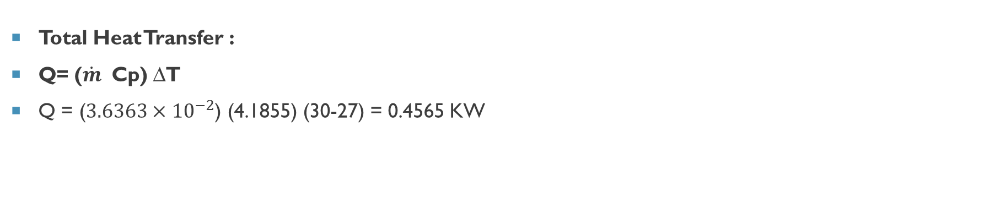 ▪ Total Heat Transfer :
▪ Q= (ṁ Cp) ΔT
▪ Q = (3.6363 × 10⁻²) (4.1855) (30-27) = 0.4565 KW